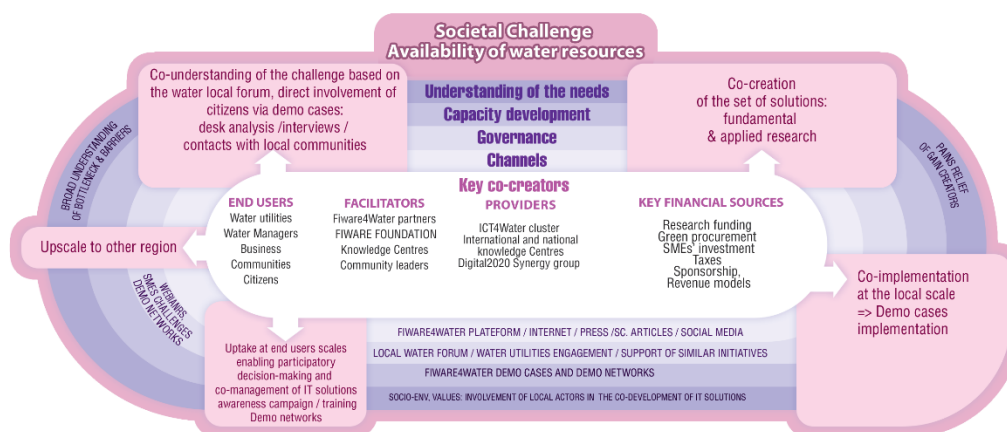 Societal Challenge
Availability of water resources
Co-understanding of the challenge based on
the water local forum, direct involvement of
citizens via demo cases:
desk analysis /interviews /
contacts with local communities
Understanding of the needs
Capacity development
Governance
Channels
Co-creation
of the set of solutions:
fundamental
& applied research
BROAD UNDERSTANDING
OF BOTTLENECK & BARRIERS
PAINS RELIEF
OF GAIN CREATORS
Key co-creators
END USERS
Water utilities
Water Managers
Business
Communities
Citizens
FACILITATORS
Fiware4Water partners
FIWARE FOUNDATION
Knowledge Centres
Community leaders
PROVIDERS
ICT4Water cluster
International and national
knowledge Centres
Digital2020 Synergy group
KEY FINANCIAL SOURCES
Research funding
Green procurement
SMEs' investment
Taxes
Sponsorship,
Revenue models
Upscale to other region
WEBIANRS
SMES CHALLENGES
DEMO NETWORKS
Co-implementation
at the local scale
=> Demo cases
implementation
Uptake at end users scales
enabling participatory
decision-making and
co-management of IT solutions
awareness campaign / training
Demo networks
FIWARE4WATER PLATEFORM / INTERNET / PRESS /SC. ARTICLES / SOCIAL MEDIA
LOCAL WATER FORUM / WATER UTILITIES ENGAGEMENT / SUPPORT OF SIMILAR INITIATIVES
FIWARE4WATER DEMO CASES AND DEMO NETWORKS
SOCIO-ENV, VALUES: INVOLVEMENT OF LOCAL ACTORS IN THE CO-DEVELOPMENT OF IT SOLUTIONS